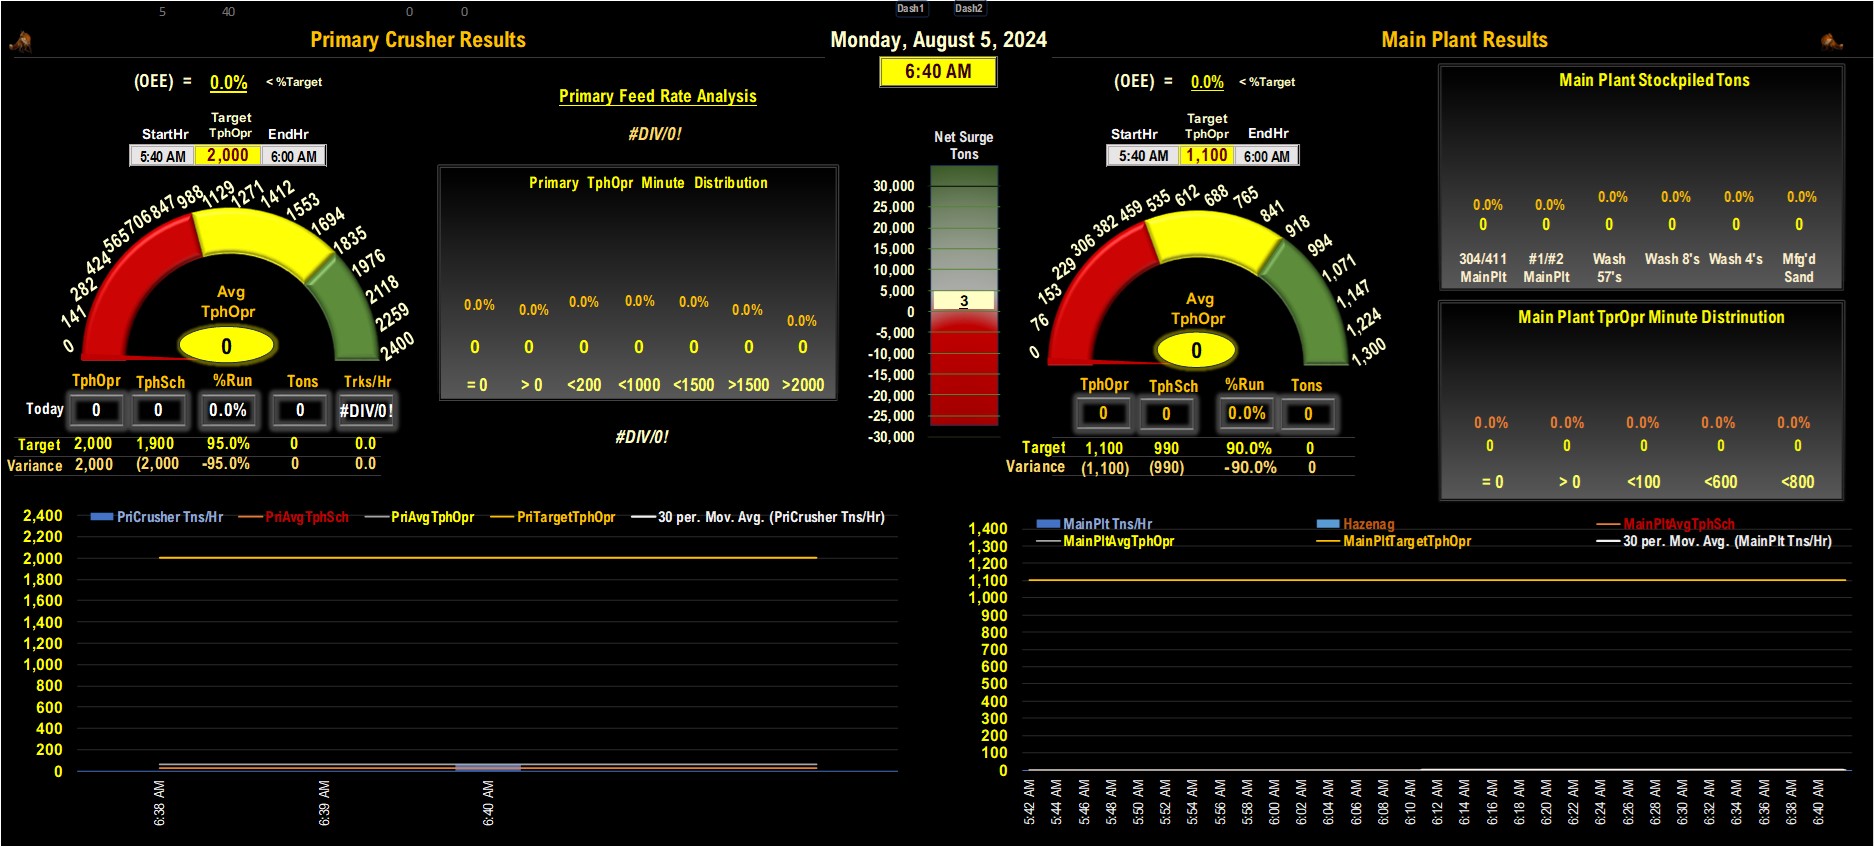 5 40 0 0 Dash1 Dash2
Primary Crusher Results
Monday, August 5, 2024
Main Plant Results
6:40 AM
(OEE) = 0.0% < %Target
Primary Feed Rate Analysis
#DIV/0!
Target
StartHr TphOpr EndHr
5:40 AM 2,000 6:00 AM
Primary TphOpr Minute Distribution
0.0% 0.0% 0.0% 0.0% 0.0% 0.0% 0.0%
0 0 0 0 0 0 0
= 0 > 0 <200 <1000 <1500 >1500 >2000
#DIV/0!
0 141 282 424 565 706 847 988 1129 1271 1412 1553 1694 1835 1976 2118 2259 2400
Avg
TphOpr
0
TphOpr TphSch %Run Tons Trks/Hr
Today 0 0 0.0% 0 #DIV/0!
Target 2,000 1,900 95.0% 0 0.0
Variance 2,000 (2,000 -95.0% 0 0.0
Net Surge
Tons
30,000
25,000
20,000
15,000
10,000
5,000
3
0
-5,000
-10,000
-15,000
-20,000
-25,000
-30,000
(OEE) = 0.0% < %Target
Target
StartHr TphOpr EndHr
5:40 AM 1,100 6:00 AM
0 76 153 229 306 382 459 535 612 688 765 841 918 994 1,071 1,147 1,224 1,300
Avg
TphOpr
0
TphOpr TphSch %Run Tons
0 0 0.0% 0
Target 1,100 990 90.0% 0
Variance (1,100) (990) -90.0% 0
Main Plant Stockpiled Tons
0.0% 0.0% 0.0% 0.0% 0.0% 0.0%
0 0 0 0 0 0
304/411 #1/#2 Wash Wash 8's Wash 4's Mfg'd
MainPlt MainPlt 57's Sand
Main Plant TprOpr Minute Distrinution
0.0% 0.0% 0.0% 0.0% 0.0%
0 0 0 0 0
= 0 > 0 <100 <600 <800
PriCrusher Tns/Hr PriAvgTphSch PriAvgTphOpr PriTargetTphOpr 30 per. Mov. Avg. (PriCrusher Tns/Hr)
2,400
2,200
2,000
1,800
1,600
1,400
1,200
1,000
800
600
400
200
0
6:38 AM 6:39 AM 6:40 AM
MainPlt Tns/Hr Hazenag MainPltAvgTphSch
MainPltAvgTphOpr MainPltTargetTphOpr 30 per. Mov. Avg. (MainPlt Tns/Hr)
1,400
1,300
1,200
1,100
1,000
900
800
700
600
500
400
300
200
100
0
5:42 AM 5:44 AM 5:46 AM 5:48 AM 5:50 AM 5:52 AM 5:54 AM 5:56 AM 5:58 AM 6:00 AM 6:02 AM 6:04 AM 6:06 AM 6:08 AM 6:10 AM 6:12 AM 6:14 AM 6:16 AM 6:18 AM 6:20 AM 6:22 AM 6:24 AM 6:26 AM 6:28 AM 6:30 AM 6:32 AM 6:34 AM 6:36 AM 6:38 AM 6:40 AM